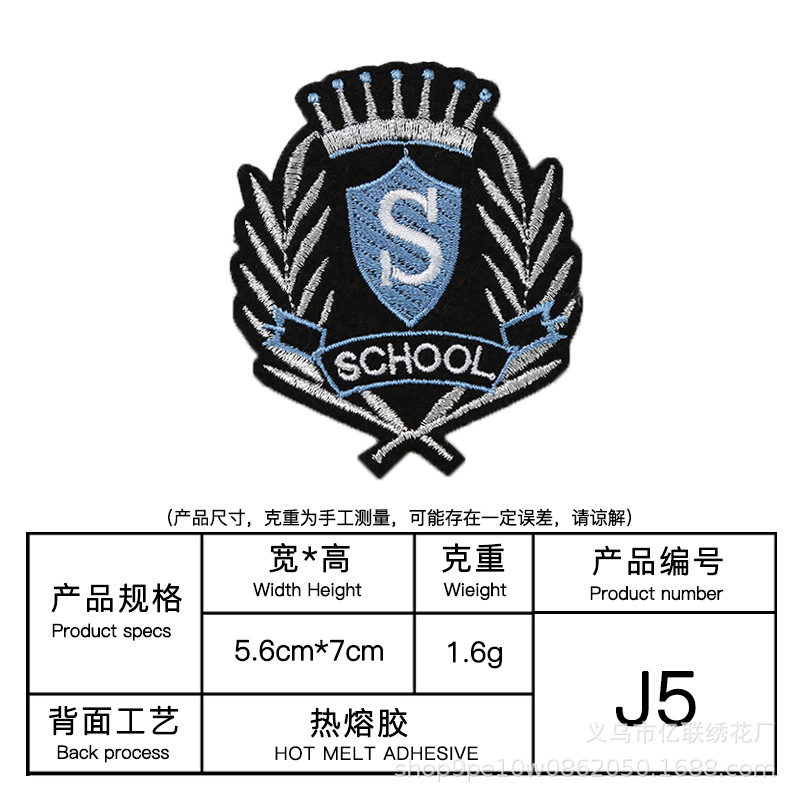 S
SCHOOL
（产品尺寸，克重为手工测量，可能存在一定误差，请谅解）
产品规格
Product specs
宽*高
Width Height
克重
Wieight
产品编号
Product number
5.6cm*7cm
1.6g
J5
背面工艺
Back process
热熔胶
HOT MELT ADHESIVE
义乌市亿联绣花厂
shop9pe10w0862050.1688.com